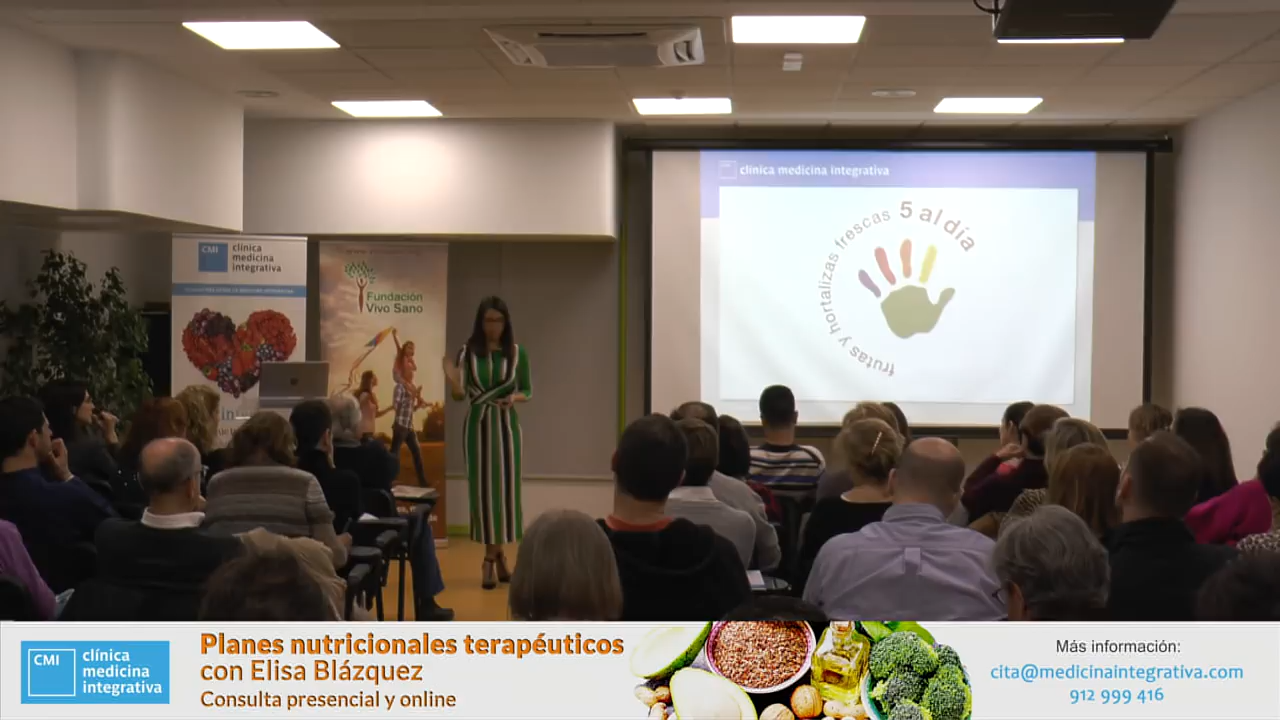 clínica medicina integrativa
frutas y hortalizas frescas 5 al día
CMI
clínica
medicina
integrativa
Fundación
Vivo Sano
CMI
clínica
medicina
integrativa
Planes nutricionales terapéuticos
con Elisa Blázquez
Consulta presencial y online
Más información:
cita@medicinaintegrativa.com
912 999 416